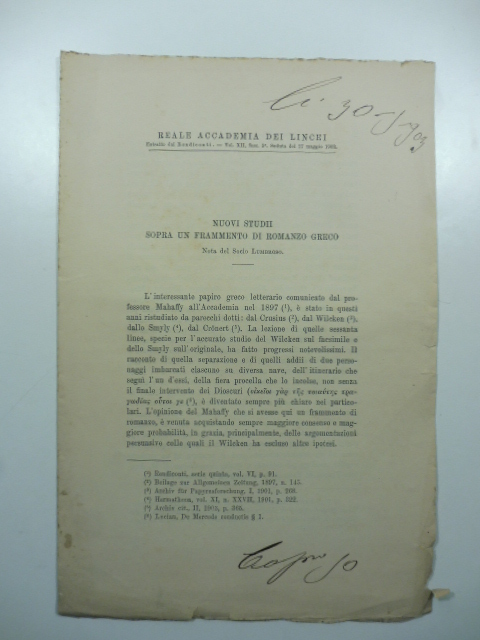 30-5-903
REALE ACCADEMIA DEI LINCEI
Estratto dai Rendiconti. — Vol. XII, Seduta del 17 maggio 1903.
NUOVI STUDII
SOPRA UN FRAMMENTO DI ROMANZO GRECO
Nota del Socio LUMBROSO.
L'interessante papiro greco letterario comunicato dal pro-
fessore Mahaffy all'Accademia nel 1897 (¹), è stato in questi
anni ristudiato da parecchi dotti: dal Crusius (²), dal Wilcken (³),
dallo Smyly (⁴), dal Crönert (⁵). La lezione di quelle sessanta
linee, specie per l'accurato studio del Wilcken sul facsimile e
dello Smyly sull'originale, ha fatto progressi notevolissimi. Il
racconto di quella separazione e di quelli addii di due perso-
naggi imbarcati ciascuno su diversa nave, dell'itinerario che
seguì l'un d'essi, della fiera procella che lo incolse, non senza
il finale intervento dei Dioscuri (
(⁶), è diventato sempre più chiaro nei partico-
lari. L'opinione del Mahaffy che si avesse qui un frammento di
romanzo, è venuta acquistando sempre maggiore consenso e mag-
giore probabilità, in grazia, principalmente, delle argomentazioni
persuasive colle quali il Wilcken ha escluso altre ipotesi.
(¹) Rendiconti, serie quinta, vol. VI, p. 91.
(²) Beilage zur Allgemeinen Zeitung, 1897, n. 145.
(³) Archiv für Papyrusforschung, I, 1901, p.
(⁴) Hermathena, vol. XI, n. XXVII, 1901, p. 322.
(⁵) Archiv cit., II, p.
(⁶) Lucian, De Mercede conductis § 1.